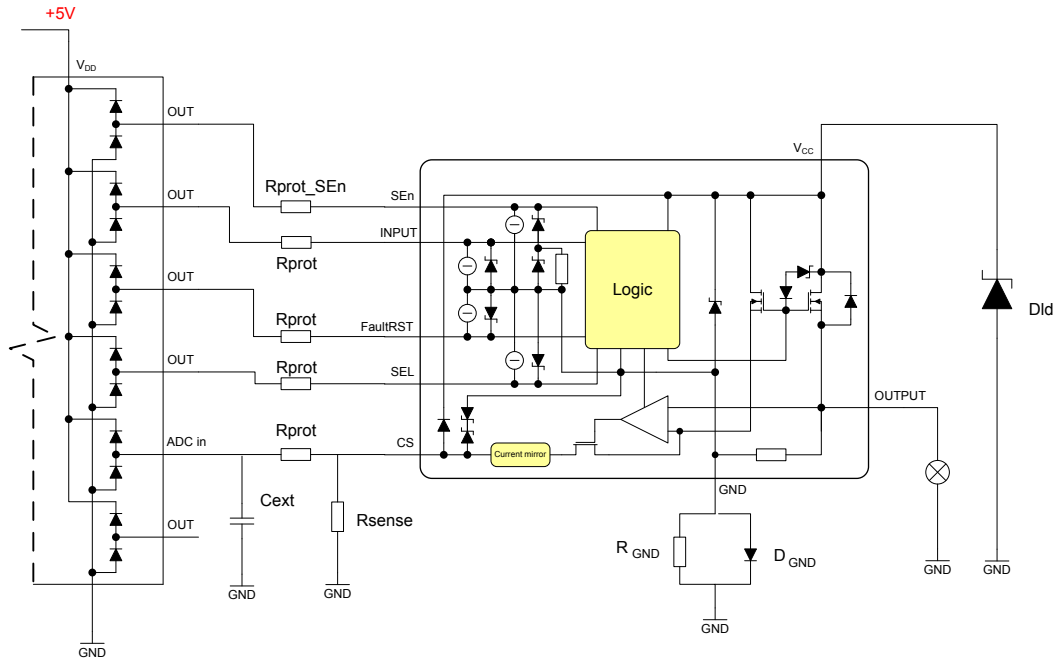 +5V
VDD
OUT
OUT
OUT
OUT
ADC in
OUT
Rprot_SEn
Rprot
Rprot
Rprot
Rprot
Cext
Rsense
GND
GND
GND
SEn
INPUT
FaultRST
SEL
CS
VCC
Logic
Current mirror
OUTPUT
GND
R GND
D GND
GND
GND
GND
Dld